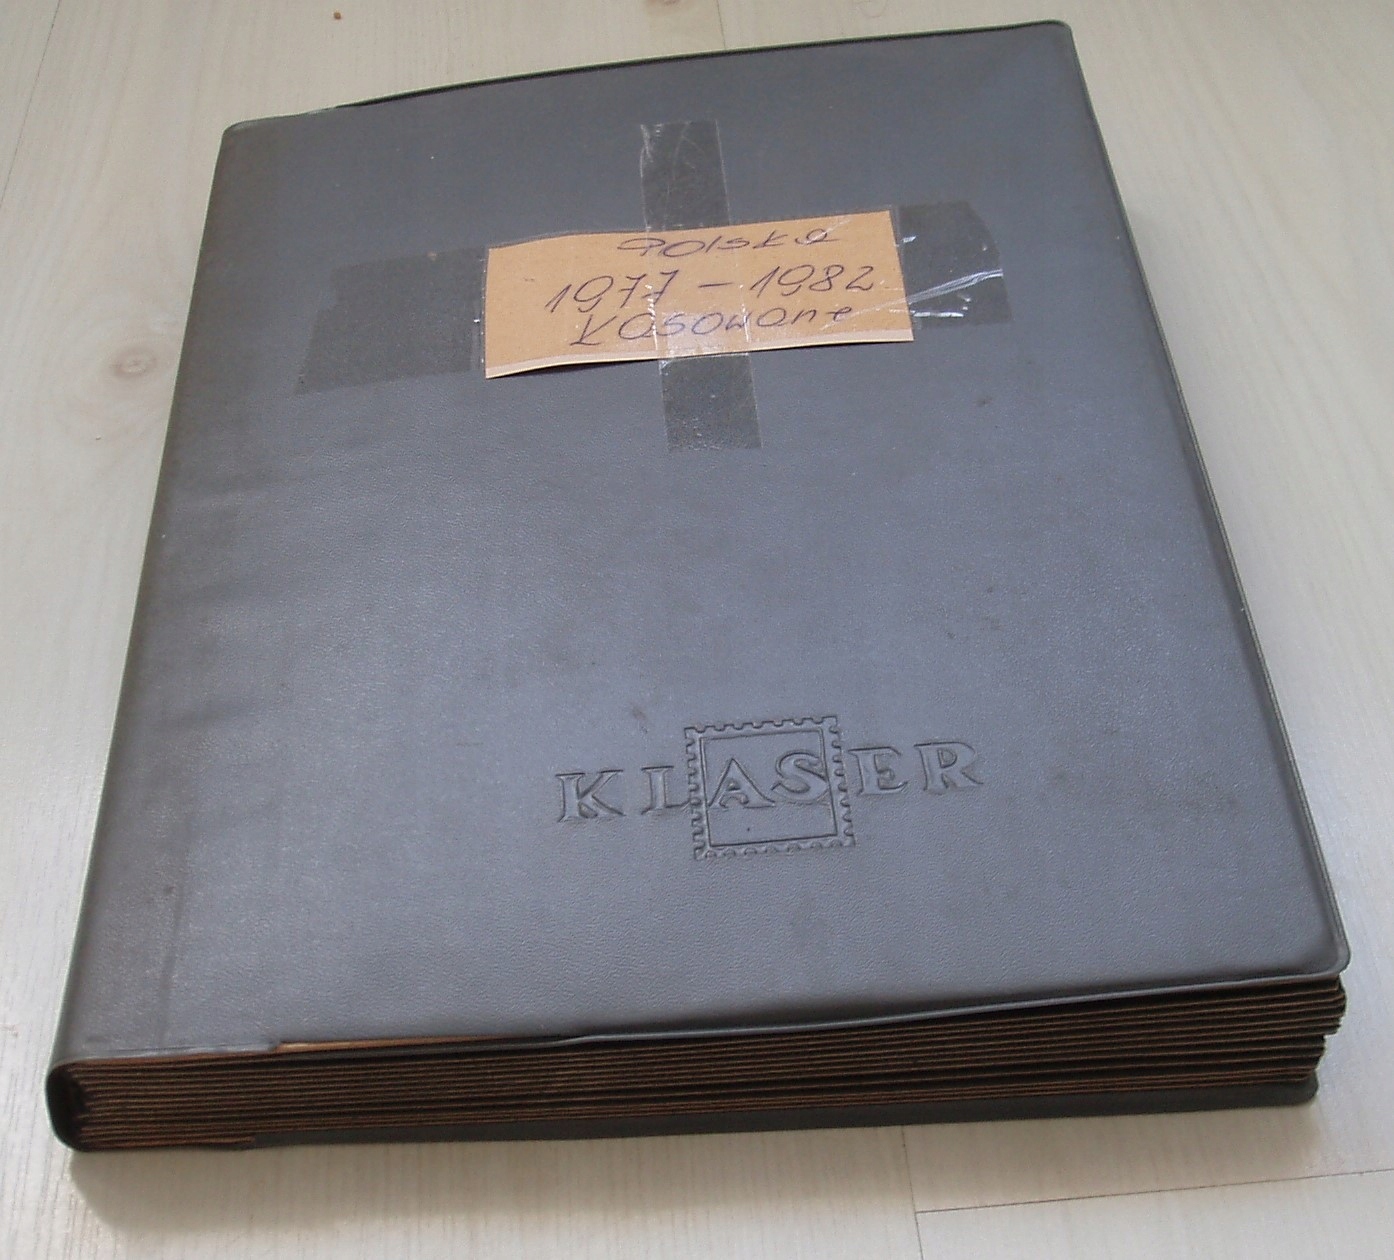 Polska
1977 - 1982
Kasowane
KLASER